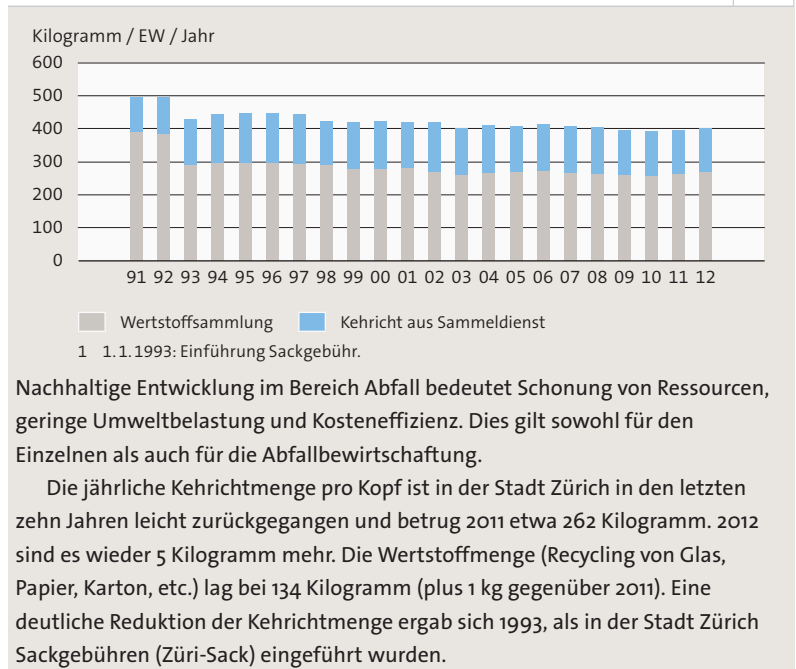 Kilogramm / EW / Jahr
600
500
400
300
200
100
0
91 92 93 94 95 96 97 98 99 00 01 02 03 04 05 06 07 08 09 10 11 12
Wertstoffsammlung Kehricht aus Sammeldienst
1 1.1.1993: Einführung Sackgebühr.
Nachhaltige Entwicklung im Bereich Abfall bedeutet Schonung von Ressourcen,
geringe Umweltbelastung und Kosteneffizienz. Dies gilt sowohl für den
Einzelnen als auch für die Abfallbewirtschaftung.
Die jährliche Kehrichtmenge pro Kopf ist in der Stadt Zürich in den letzten
zehn Jahren leicht zurückgegangen und betrug 2011 etwa 262 Kilogramm. 2012
sind es wieder 5 Kilogramm mehr. Die Wertstoffmenge (Recycling von Glas,
Papier, Karton, etc.) lag bei 134 Kilogramm (plus 1 kg gegenüber 2011). Eine
deutliche Reduktion der Kehrichtmenge ergab sich 1993, als in der Stadt Zürich
Sackgebühren (Züri-Sack) eingeführt wurden.